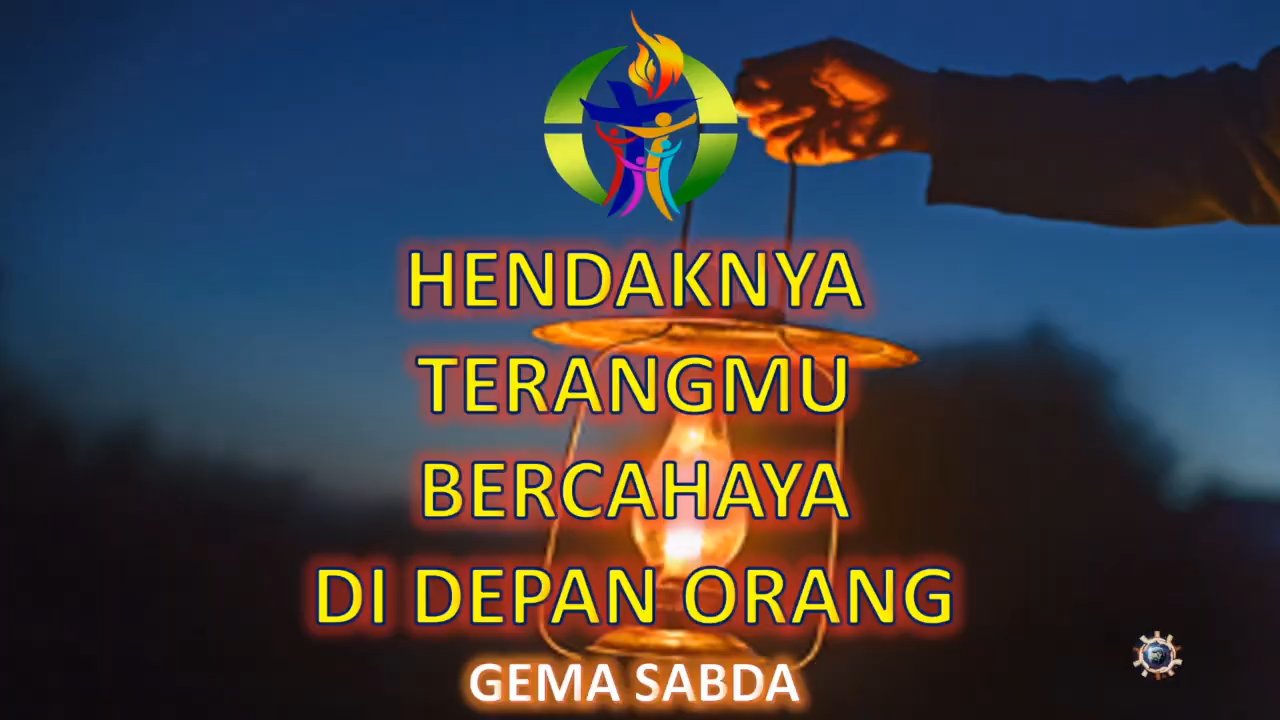 HENDAKNYA
TERANGMU
BERCAHAYA
DI DEPAN ORANG
GEMA SABDA